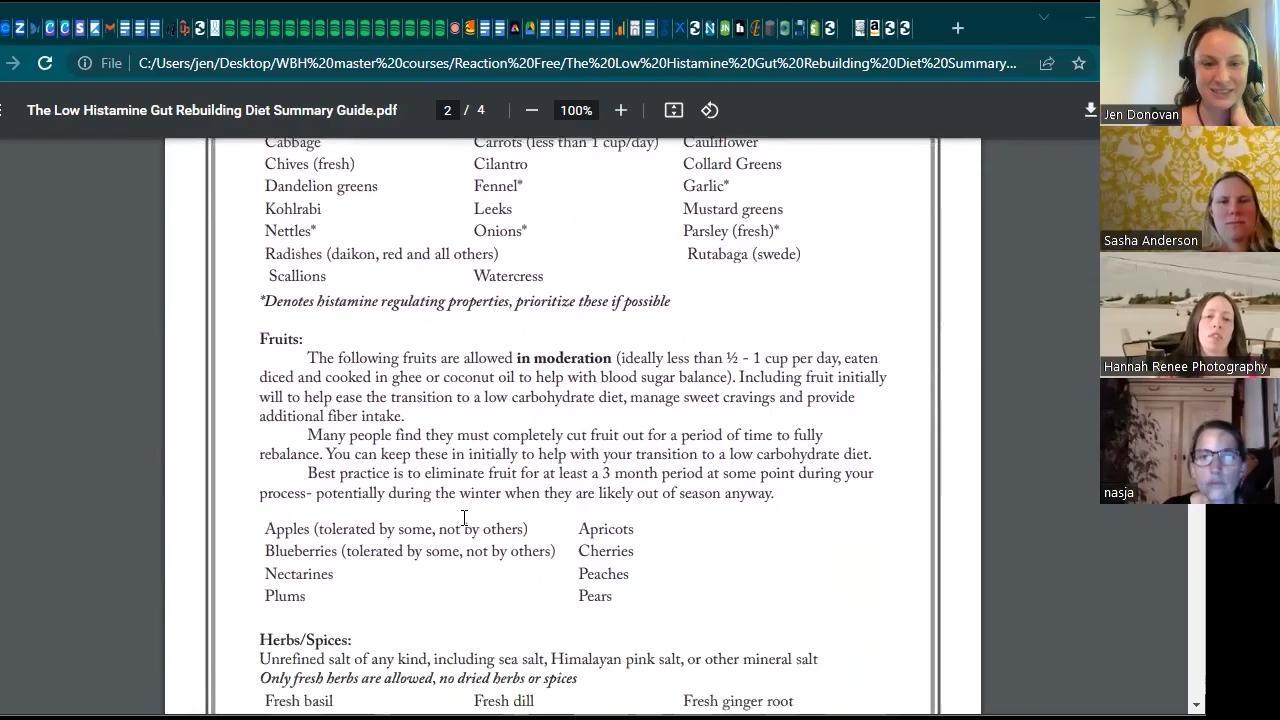 File C:/Users/jen/Desktop/WBH%20master%20courses/Reaction%20Free/The%20Low%20Histamine%20Gut%20Rebuilding%20Diet%20Summary...
The Low Histamine Gut Rebuilding Diet Summary Guide.pdf 2 / 4 100%
Cabbage Carrots (less than 1 cup/day) Cauliflower
Chives (fresh) Cilantro Collard Greens
Dandelion greens Fennel* Garlic*
Kohlrabi Leeks Mustard greens
Nettles* Onions* Parsley (fresh)*
Radishes (daikon, red and all others) Rutabaga (swede)
Scallions Watercress
*Denotes histamine regulating properties, prioritize these if possible
Fruits:
The following fruits are allowed in moderation (ideally less than ½ - 1 cup per day, eaten
diced and cooked in ghee or coconut oil to help with blood sugar balance). Including fruit initially
will to help ease the transition to a low carbohydrate diet, manage sweet cravings and provide
additional fiber intake.
Many people find they must completely cut fruit out for a period of time to fully
rebalance. You can keep these in initially to help with your transition to a low carbohydrate diet.
Best practice is to eliminate fruit for at least a 3 month period at some point during your
process- potentially during the winter when they are likely out of season anyway.
Apples (tolerated by some, not by others) Apricots
Blueberries (tolerated by some, not by others) Cherries
Nectarines Peaches
Plums Pears
Herbs/Spices:
Unrefined salt of any kind, including sea salt, Himalayan pink salt, or other mineral salt
Only fresh herbs are allowed, no dried herbs or spices
Fresh basil Fresh dill Fresh ginger root
Jen Donovan
Sasha Anderson
Hannah Renee Photography
nasja